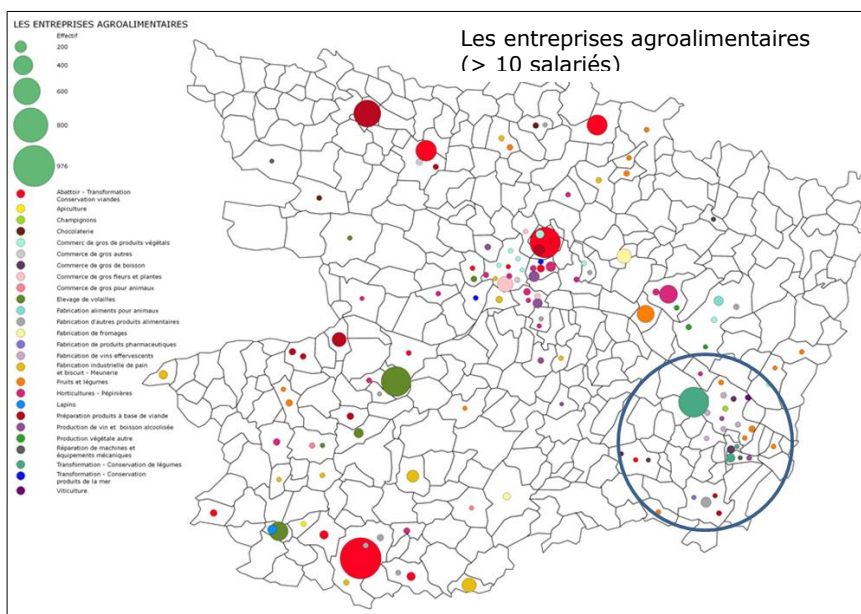 LES ENTREPRISES AGROALIMENTAIRES
Effectif
200
400
600
800
976
Abattoir - Transformation
Conservation viandes
Apiculture
Champignons
Chocolaterie
Commerc de gros de produits végétals
Commerce de gros autres
Commerce de gros de boisson
Commerce de gros fleurs et plantes
Commerce de gros pour animaux
Elevage de volailles
Fabrication aliments pour animaux
Fabrication d'autres produits alimentaires
Fabrication de fromages
Fabrication de produits pharmaceutiques
Fabrication de vins effervescents
Fabrication industrielle de pain
et biscuit - Meunerie
Fruits et légumes
Horticultures - Pépinières
Lapins
Préparation produits à base de viande
Production de vin et boisson alcoolisée
Production végétale autre
Réparation de machines et
équipements mécaniques
Transformation - Conservation de légumes
Transformation - Conservation
produits de la mer
Viticulture
Les entreprises agroalimentaires
(> 10 salariés)